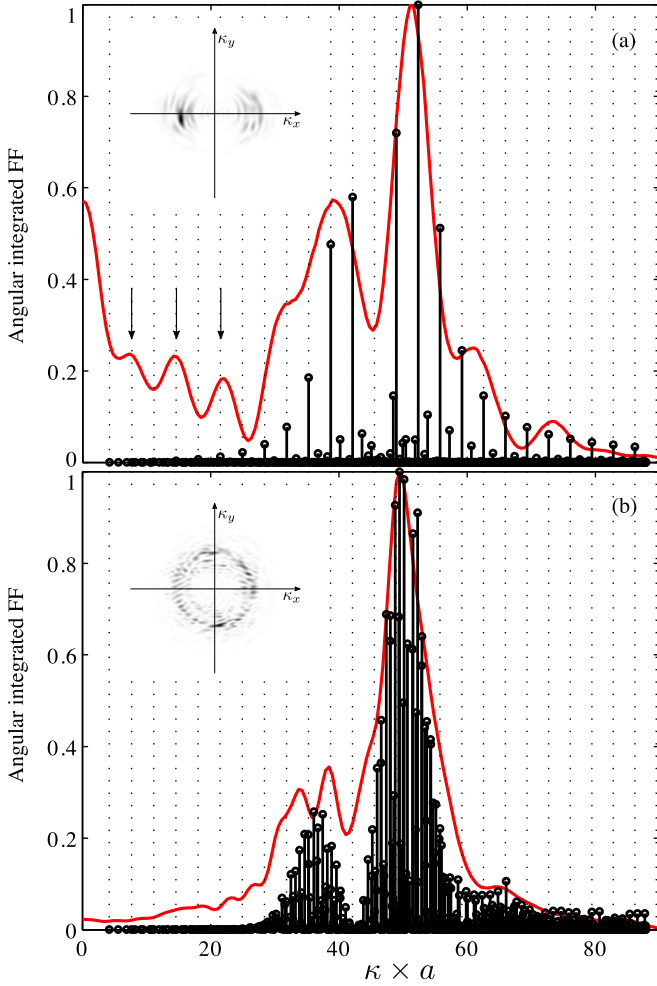 1
(a)
κy
κx
0.8
0.6
0.4
0.2
0
Angular integrated FF
1
(b)
κy
κx
0.8
0.6
0.4
0.2
0
Angular integrated FF
0 20 40 60 80
κ × a